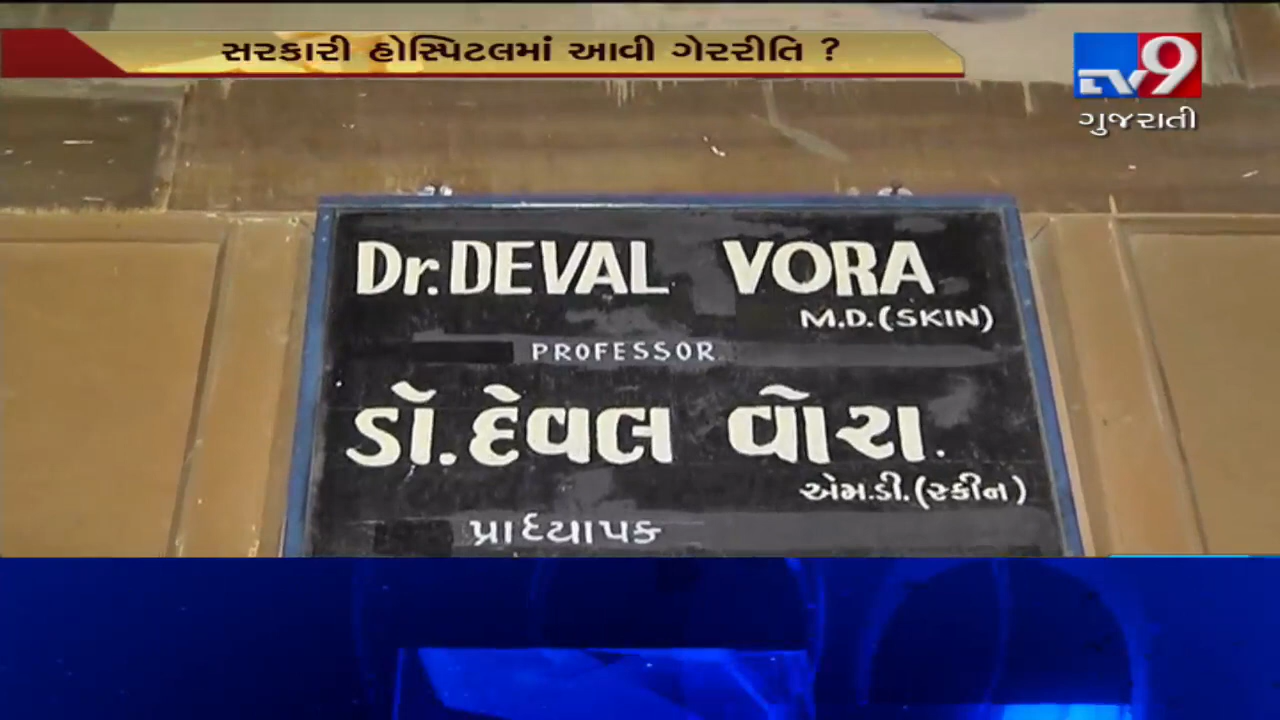 સરકારી હોસ્પિટલમાં આવી ગેરરીતિ ?
TV9
ગુજરાતી
Dr. DEVAL VORA
M.D. (SKIN)
PROFESSOR
ડૉ. દેવલ વોરા.
એમ.ડી. (સ્કીન)
પ્રાધ્યાપક